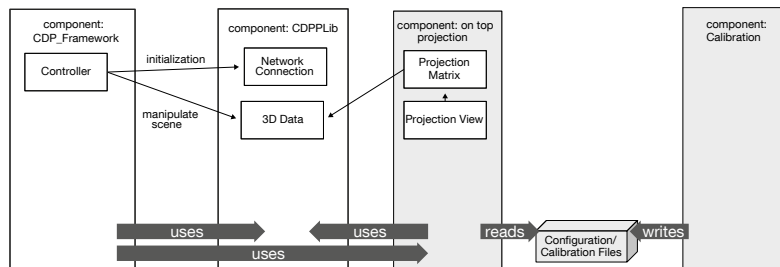 component:
CDP_Framework
Controller
initialization
manipulate
scene
component: CDPPLib
Network
Connection
3D Data
component: on top
projection
Projection
Matrix
Projection View
component:
Calibration
uses
uses
reads
writes
uses
Configuration/
Calibration Files